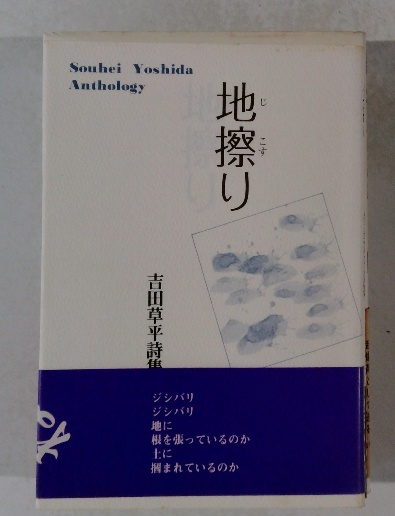 Souhei Yoshida
Anthology
地擦り
じ こす
吉田草平詩集
ジシバリ
ジシバリ
地に
根を張っているのか
土に
摑まれているのか